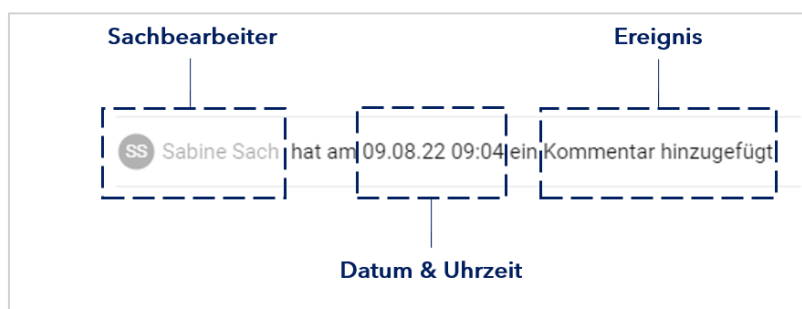 Sachbearbeiter Ereignis
SS Sabine Sach hat am 09.08.22 09:04 ein Kommentar hinzugefügt
Datum & Uhrzeit